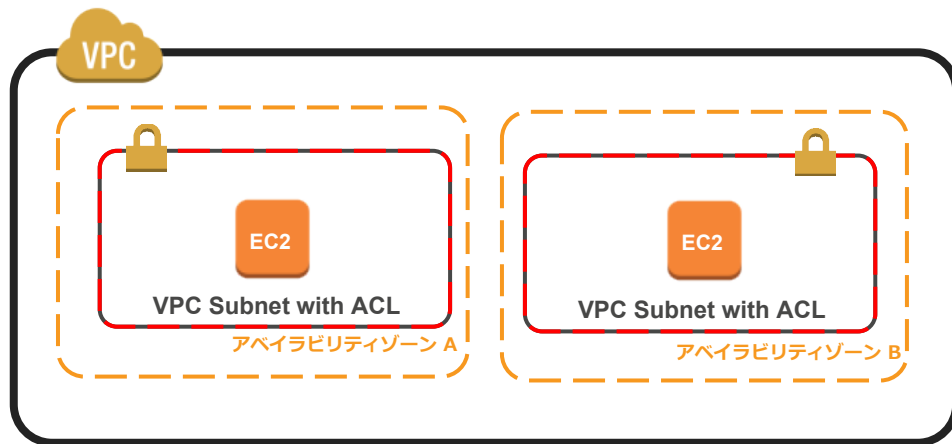 VPC
EC2
VPC Subnet with ACL
アベイラビリティゾーン A
EC2
VPC Subnet with ACL
アベイラビリティゾーン B